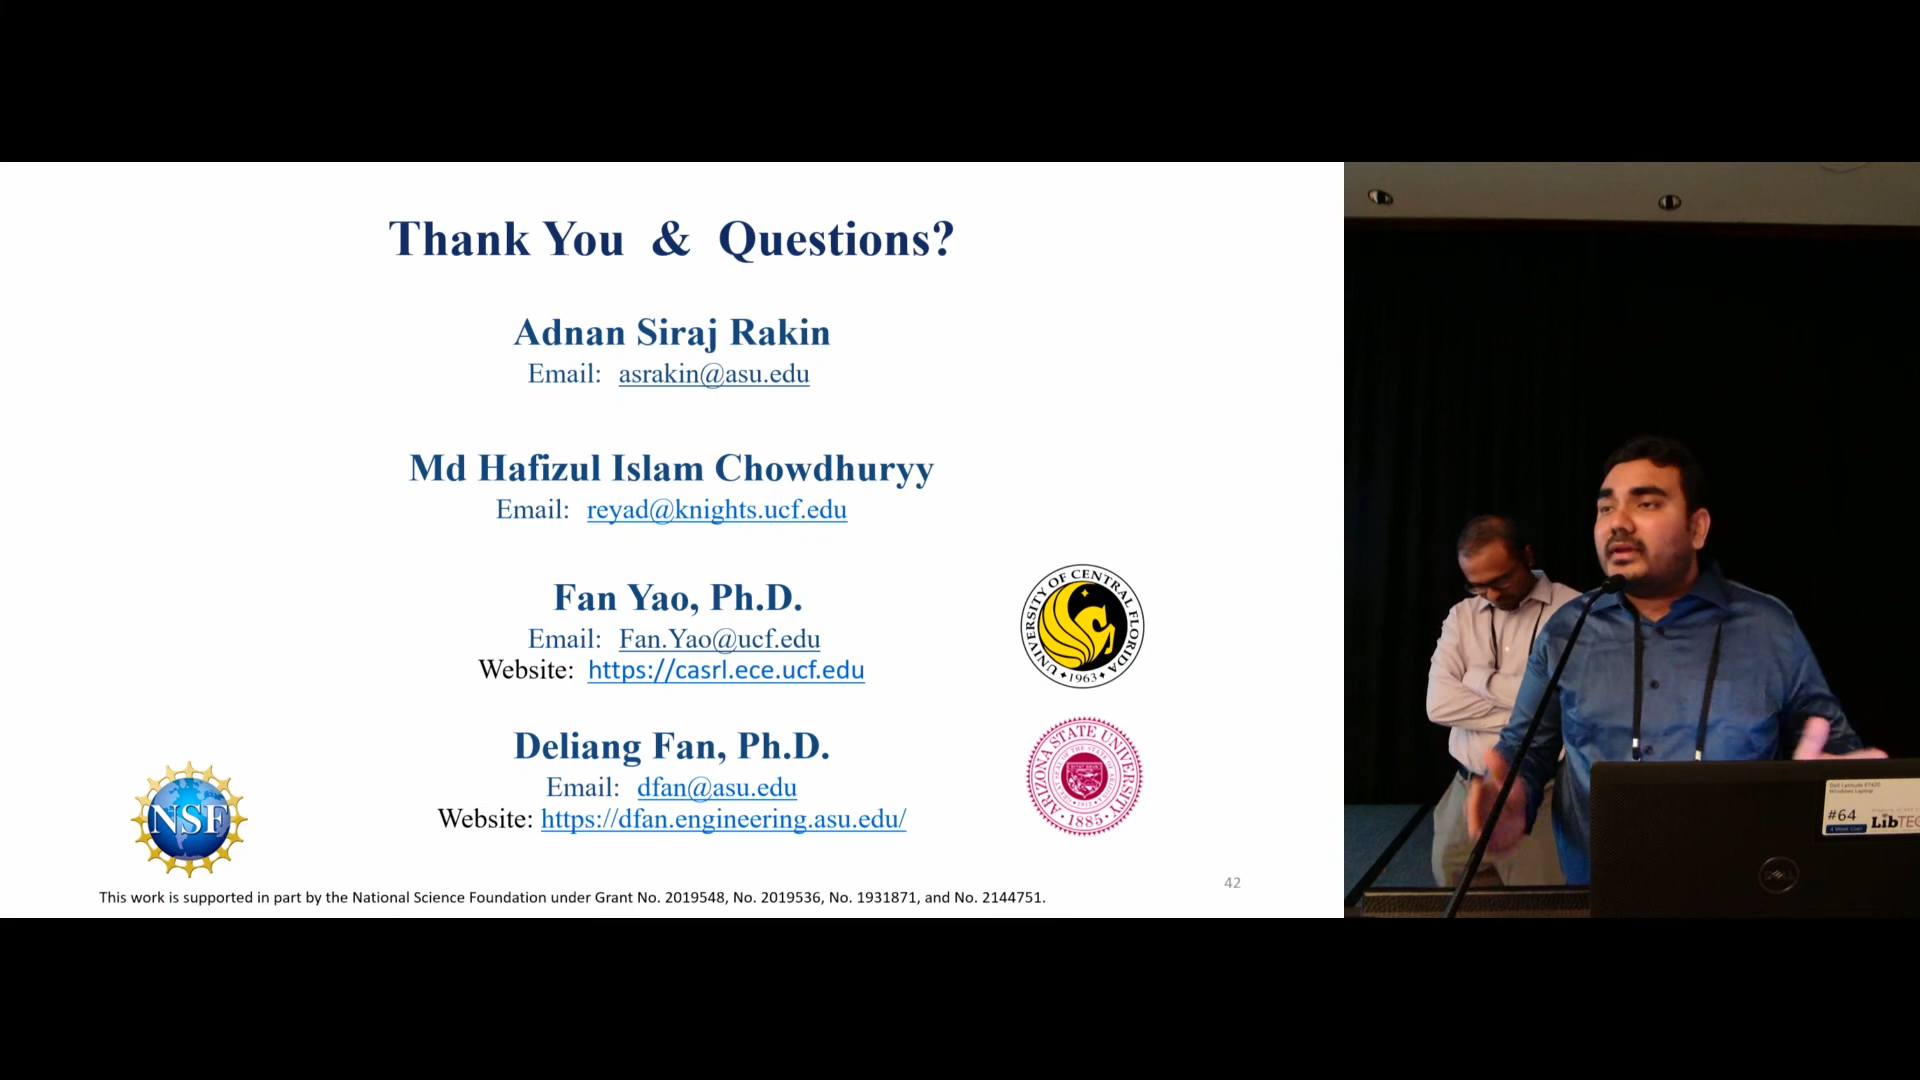 Thank You & Questions?
Adnan Siraj Rakin
Email: asrakin@asu.edu
Md Hafizul Islam Chowdhuryy
Email: reyad@knights.ucf.edu
Fan Yao, Ph.D.
Email: Fan.Yao@ucf.edu
Website: https://casrl.ece.ucf.edu
UNIVERSITY OF CENTRAL FLORIDA
1963
Deliang Fan, Ph.D.
Email: dfan@asu.edu
Website: https://dfan.engineering.asu.edu/
ARIZONA STATE UNIVERSITY
1885
NSF
This work is supported in part by the National Science Foundation under Grant No. 2019548, No. 2019536, No. 1931871, and No. 2144751.
42
Windows Laptop
#64
LibTEC
DELL